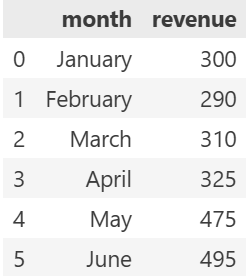 month revenue
0 January 300
1 February 290
2 March 310
3 April 325
4 May 475
5 June 495